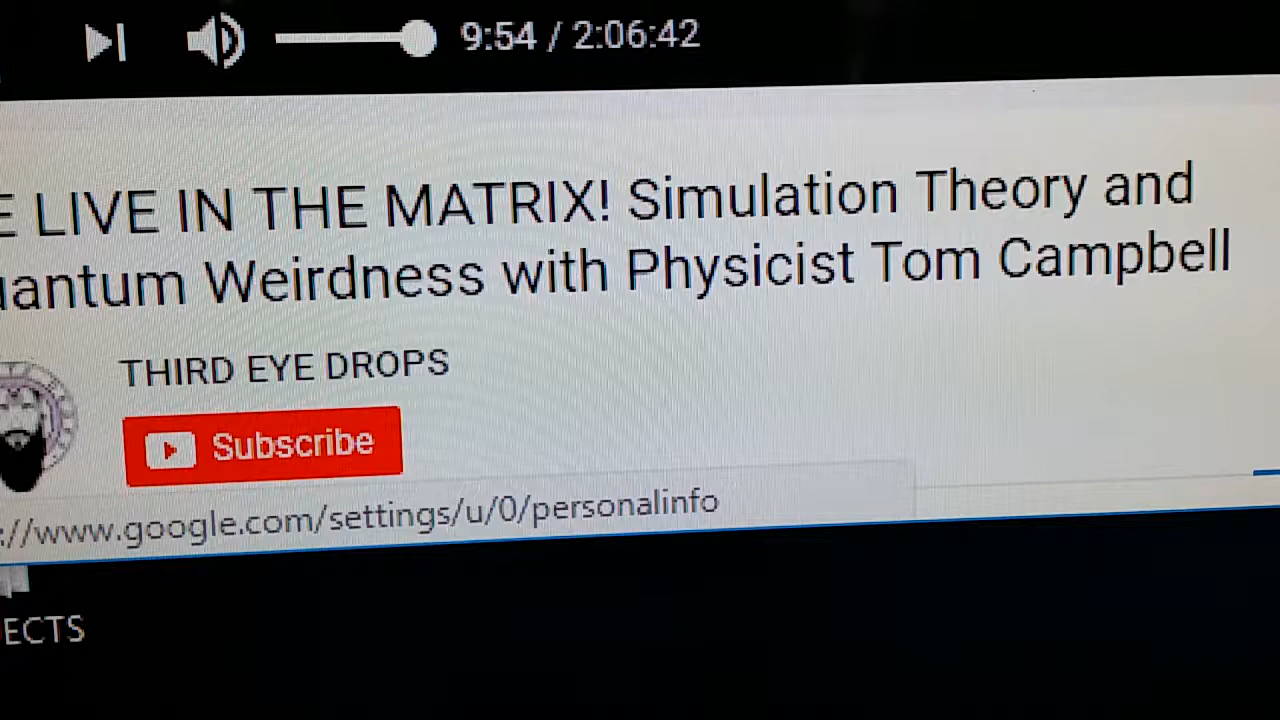 9:54 / 2:06:42
E LIVE IN THE MATRIX! Simulation Theory and
uantum Weirdness with Physicist Tom Campbell
THIRD EYE DROPS
Subscribe
://www.google.com/settings/u/0/personalinfo
ECTS